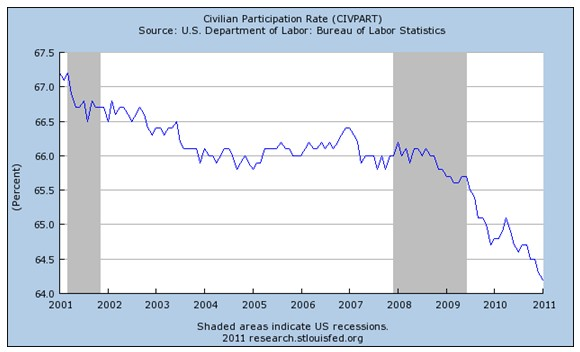 Civilian Participation Rate (CIVPART)
Source: U.S. Department of Labor: Bureau of Labor Statistics
67.5
67.0
66.5
66.0
65.5
65.0
64.5
64.0
(Percent)
2001 2002 2003 2004 2005 2006 2007 2008 2009 2010 2011
Shaded areas indicate US recessions.
2011 research.stlouisfed.org